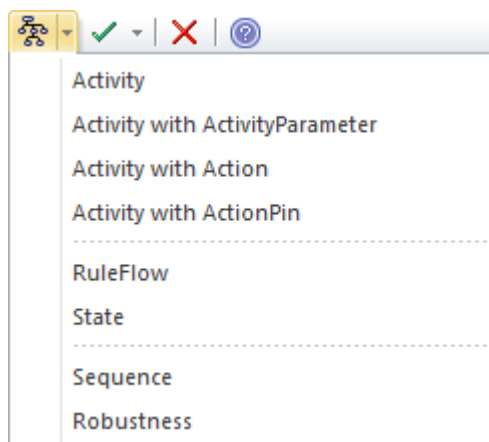 Activity
Activity with ActivityParameter
Activity with Action
Activity with ActionPin
RuleFlow
State
Sequence
Robustness